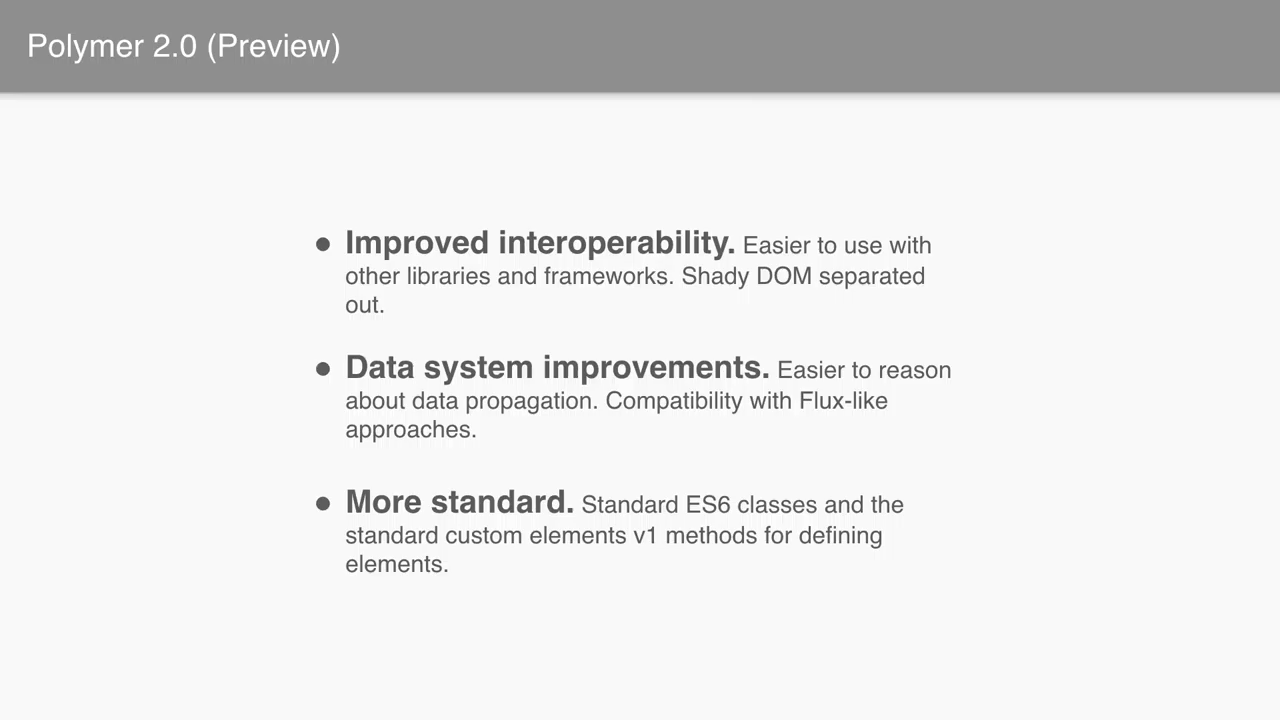 Polymer 2.0 (Preview)
● Improved interoperability. Easier to use with
other libraries and frameworks. Shady DOM separated
out.
● Data system improvements. Easier to reason
about data propagation. Compatibility with Flux-like
approaches.
● More standard. Standard ES6 classes and the
standard custom elements v1 methods for defining
elements.